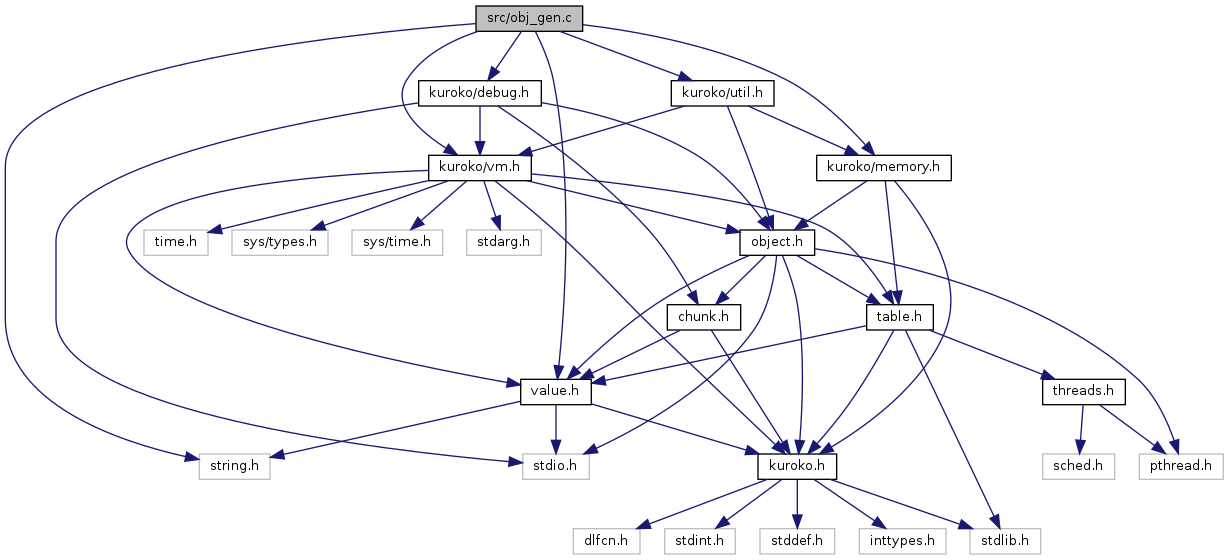 src/obj_gen.c
kuroko/debug.h
kuroko/util.h
kuroko/vm.h
kuroko/memory.h
time.h
sys/types.h
sys/time.h
stdarg.h
object.h
chunk.h
table.h
value.h
threads.h
string.h
stdio.h
kuroko.h
sched.h
pthread.h
dlfcn.h
stdint.h
stddef.h
inttypes.h
stdlib.h